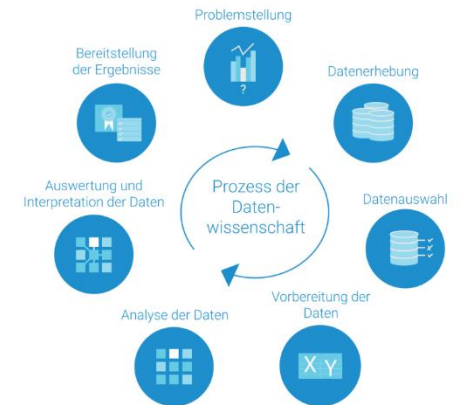 Problemstellung
Bereitstellung
der Ergebnisse
Datenerhebung
?
Auswertung und
Interpretation der Daten
Prozess der
Daten-
wissenschaft
Datenauswahl
Analyse der Daten
Vorbereitung der
Daten
X Y